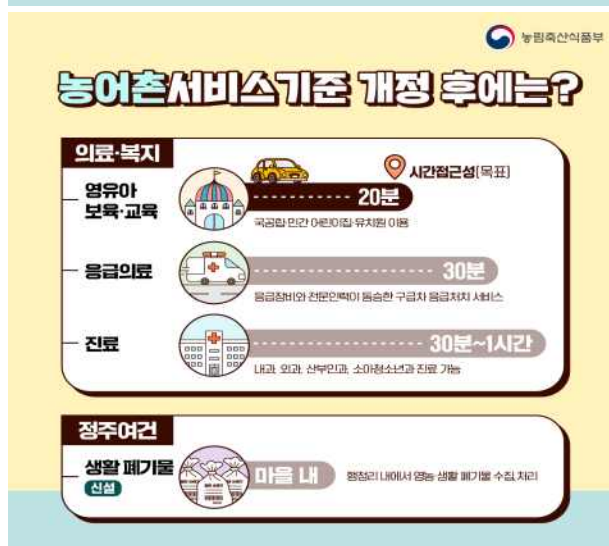 농림축산식품부
농어촌서비스기준 개정 후에는?
의료·복지
시간접근성(목표)
영유아
보육·교육
20분
국공립·민간 어린이집·유치원 이용
응급의료
30분
응급장비와 전문인력이 동승한 구급차 응급처치 서비스
진료
30분~1시간
내과, 외과, 산부인과, 소아청소년과 진료 가능
정주여건
생활 폐기물
신설
마을 내
행정리 내에서 영농·생활 폐기물 수집, 처리